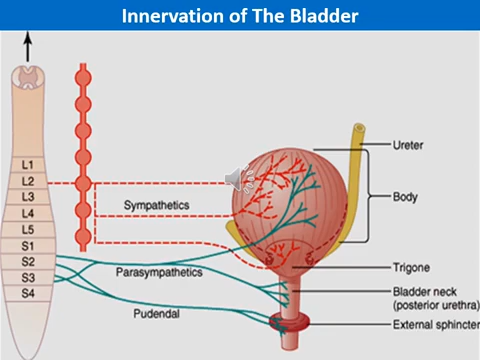 Innervation of The Bladder
L1
L2
L3
L4
L5
S1
S2
S3
S4
Sympathetics
Parasympathetics
Pudendal
Ureter
Body
Trigone
Bladder neck
(posterior urethra)
External sphincter